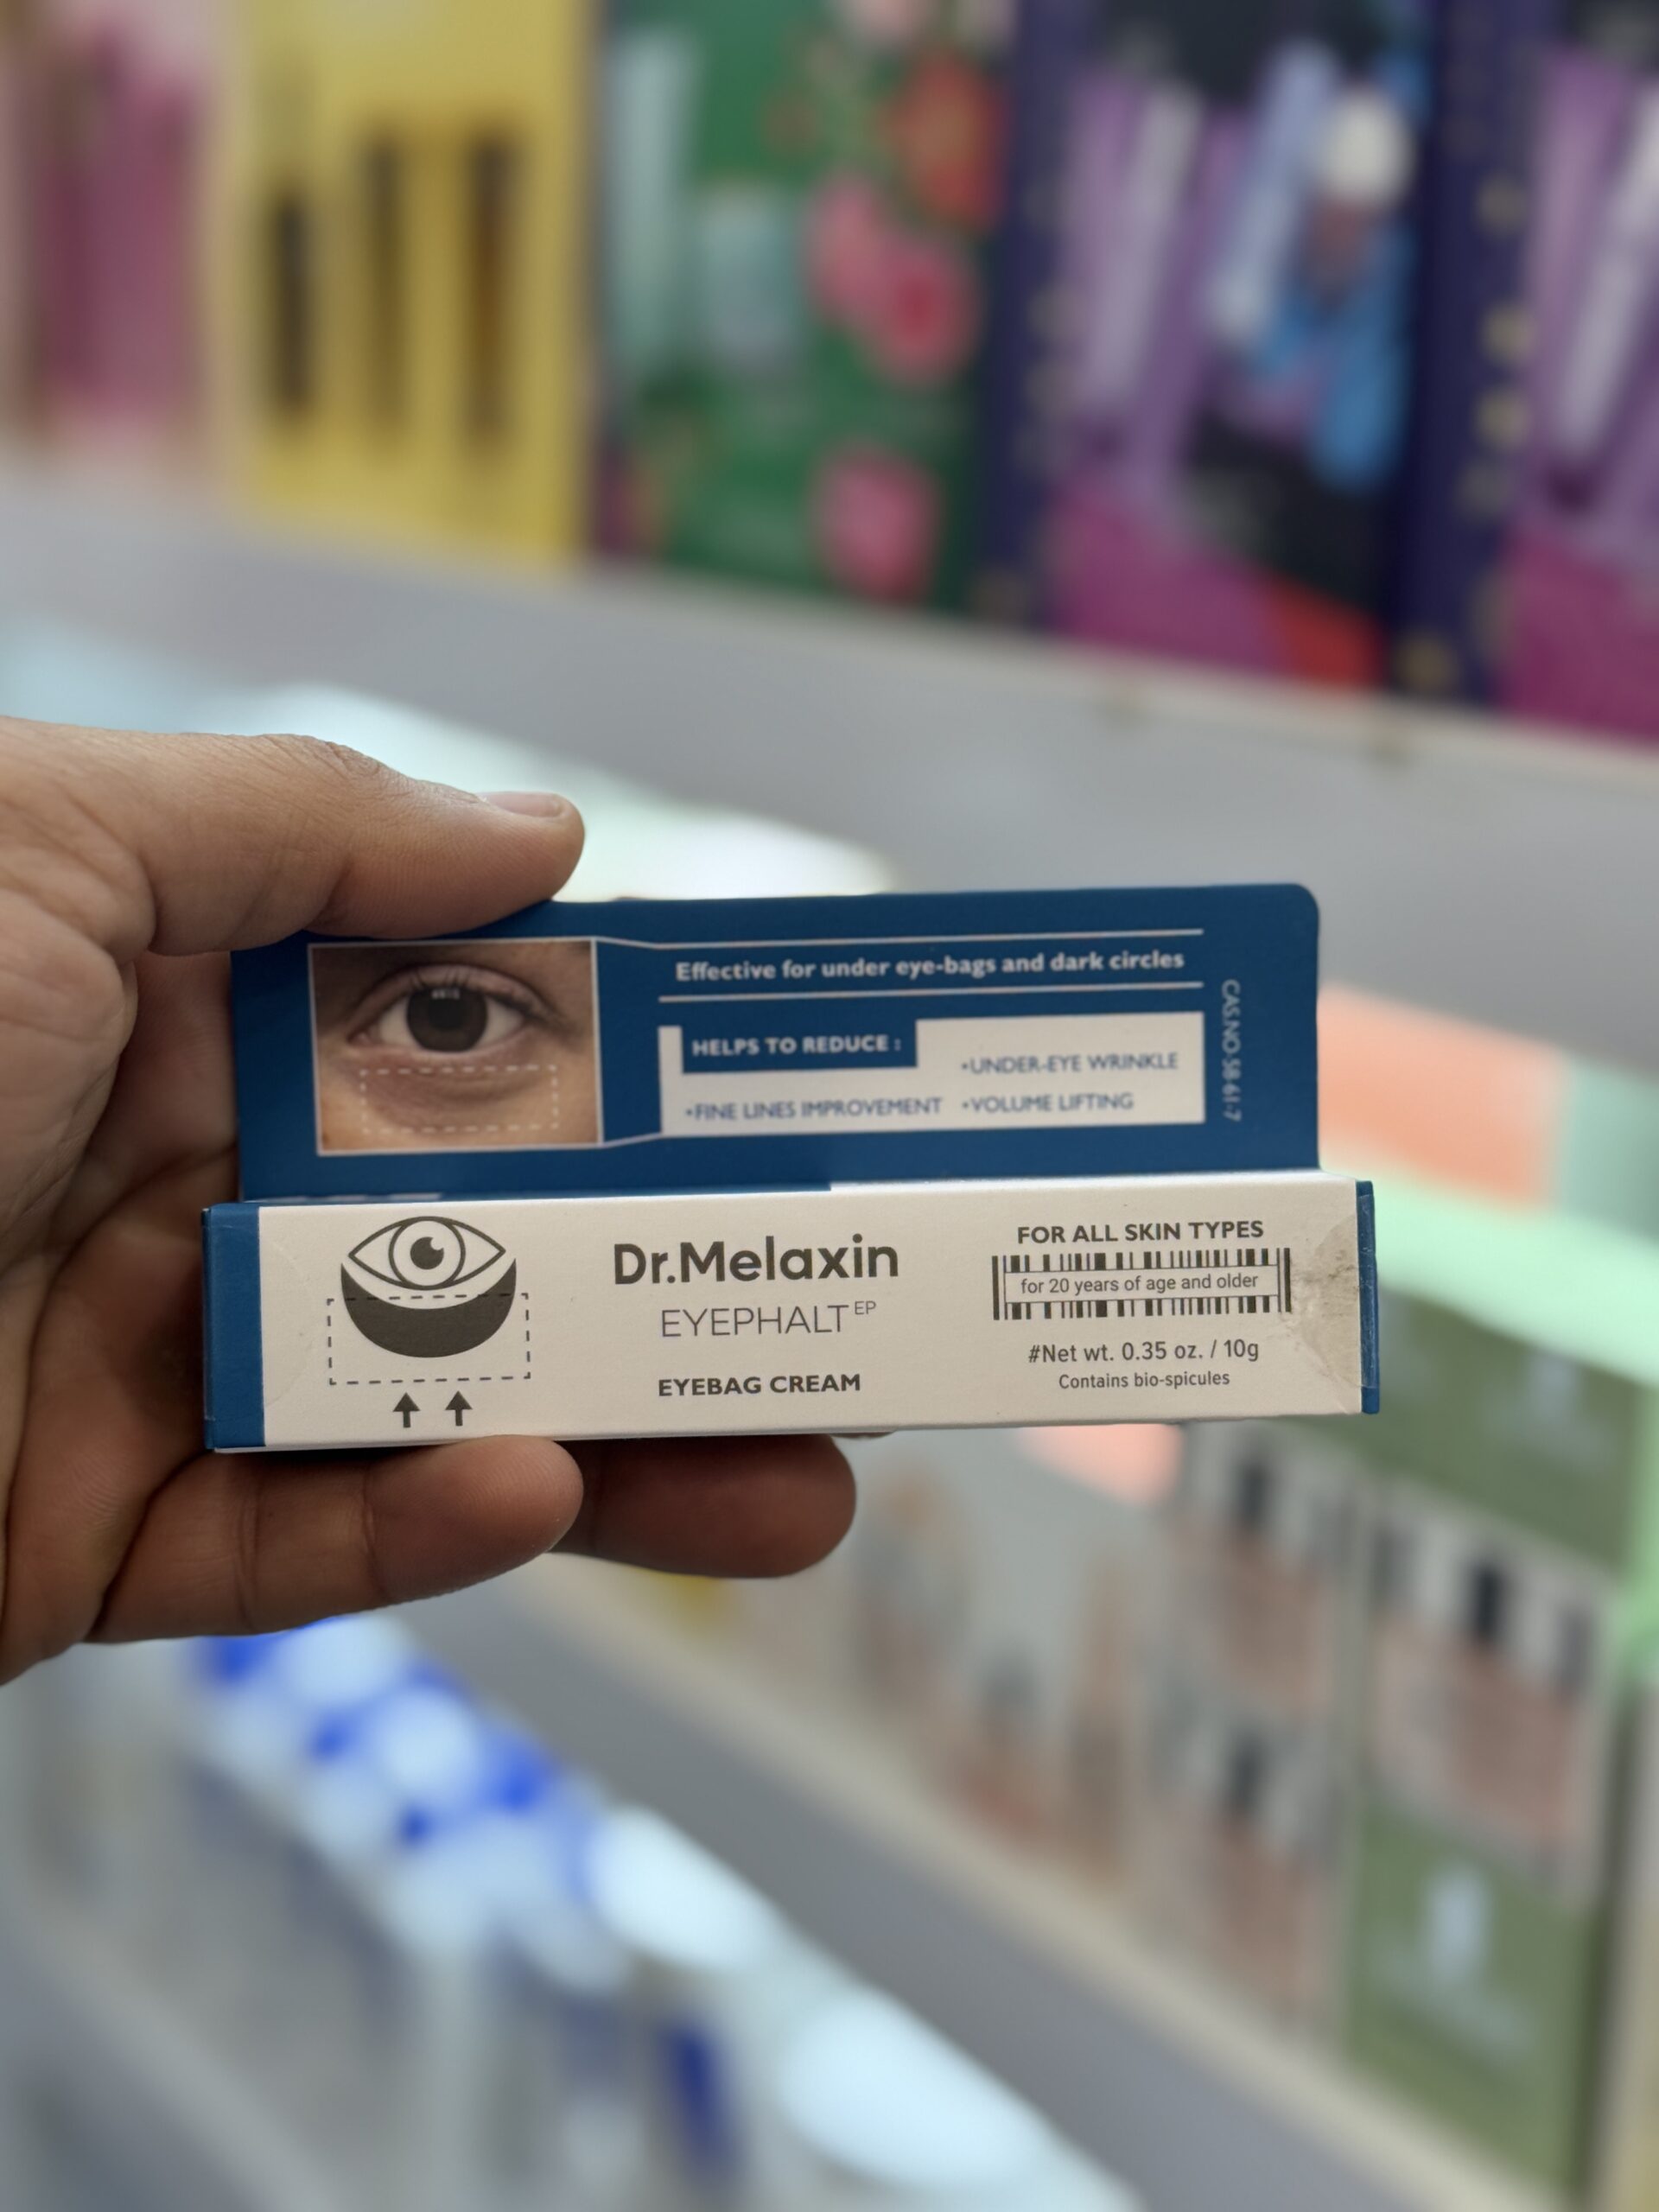 Effective for under eye-bags and dark circles
HELPS TO REDUCE :
•UNDER-EYE WRINKLE
•FINE LINES IMPROVEMENT •VOLUME LIFTING
CAS.NO-58-61-7
Dr.Melaxin
EYEPHALT EP
EYEBAG CREAM
FOR ALL SKIN TYPES
for 20 years of age and older
#Net wt. 0.35 oz. / 10g
Contains bio-spicules